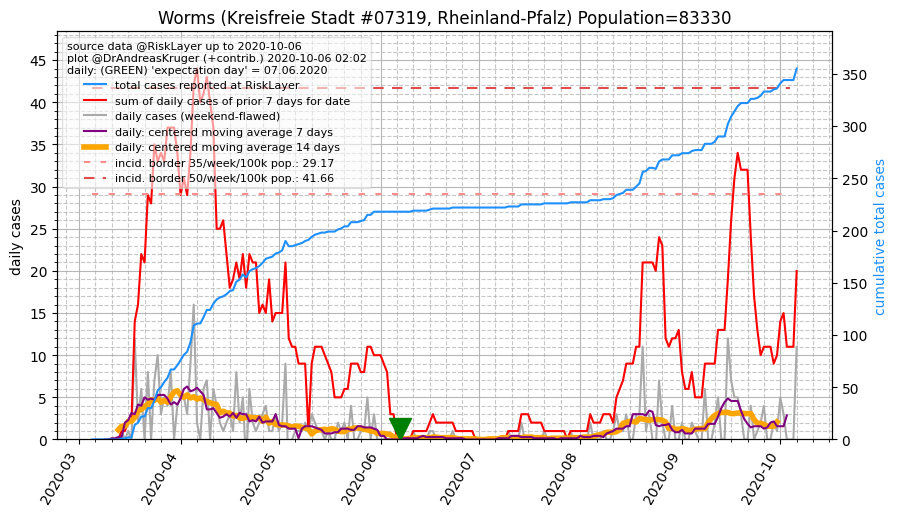 Worms (Kreisfreie Stadt #07319, Rheinland-Pfalz) Population=83330
source data @RiskLayer up to 2020-10-06
plot @DrAndreasKruger (+contrib.) 2020-10-06 02:02
daily: (GREEN) 'expectation day' = 07.06.2020
total cases reported at RiskLayer
sum of daily cases of prior 7 days for date
daily cases (weekend-flawed)
daily: centered moving average 7 days
daily: centered moving average 14 days
incid. border 35/week/100k pop.: 29.17
incid. border 50/week/100k pop.: 41.66
daily cases
45
40
35
30
25
20
15
10
5
0
cumulative total cases
350
300
250
200
150
100
50
0
2020-03
2020-04
2020-05
2020-06
2020-07
2020-08
2020-09
2020-10